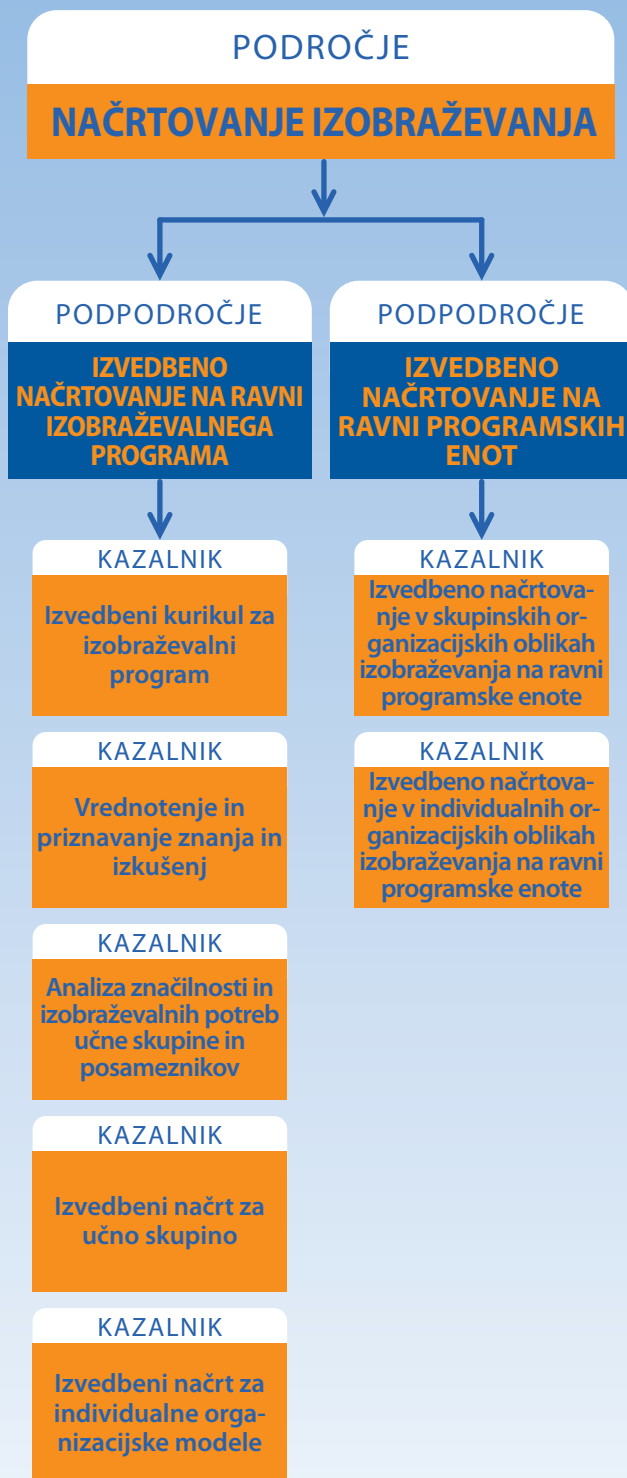 PODROČJE
NAČRTOVANJE IZOBRAŽEVANJA
PODPODROČJE
IZVEDBENO
NAČRTOVANJE NA RAVNI
IZOBRAŽEVALNEGA
PROGRAMA
KAZALNIK
Izvedbeni kurikul za
izobraževalni
program
KAZALNIK
Vrednotenje in
priznavanje znanja in
izkušenj
KAZALNIK
Analiza značilnosti in
izobraževalnih potreb
učne skupine in
posameznikov
KAZALNIK
Izvedbeni načrt za
učno skupino
KAZALNIK
Izvedbeni načrt za
individualne orga-
nizacijske modele
PODPODROČJE
IZVEDBENO
NAČRTOVANJE NA
RAVNI PROGRAMSKIH
ENOT
KAZALNIK
Izvedbeno načrtova-
nje v skupinskih or-
ganizacijskih oblikah
izobraževanja na ravni
programske enote
KAZALNIK
Izvedbeno načrtova-
nje v individualnih or-
ganizacijskih oblikah
izobraževanja na ravni
programske enote